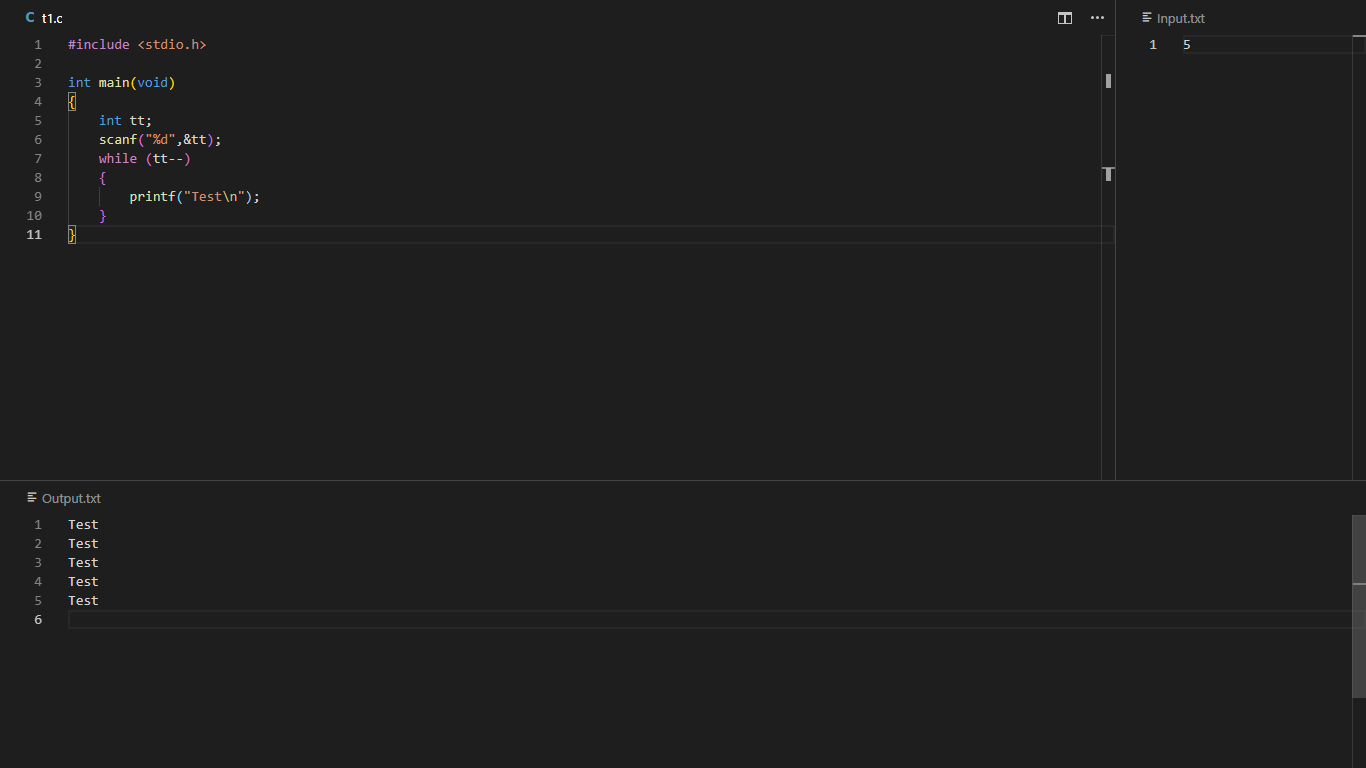 C t1.c
1 #include <stdio.h>
2
3 int main(void)
4 {
5     int tt;
6     scanf("%d",&tt);
7     while (tt--)
8     {
9         printf("Test\n");
10     }
11 }
Input.txt
1 5
Output.txt
1 Test
2 Test
3 Test
4 Test
5 Test
6